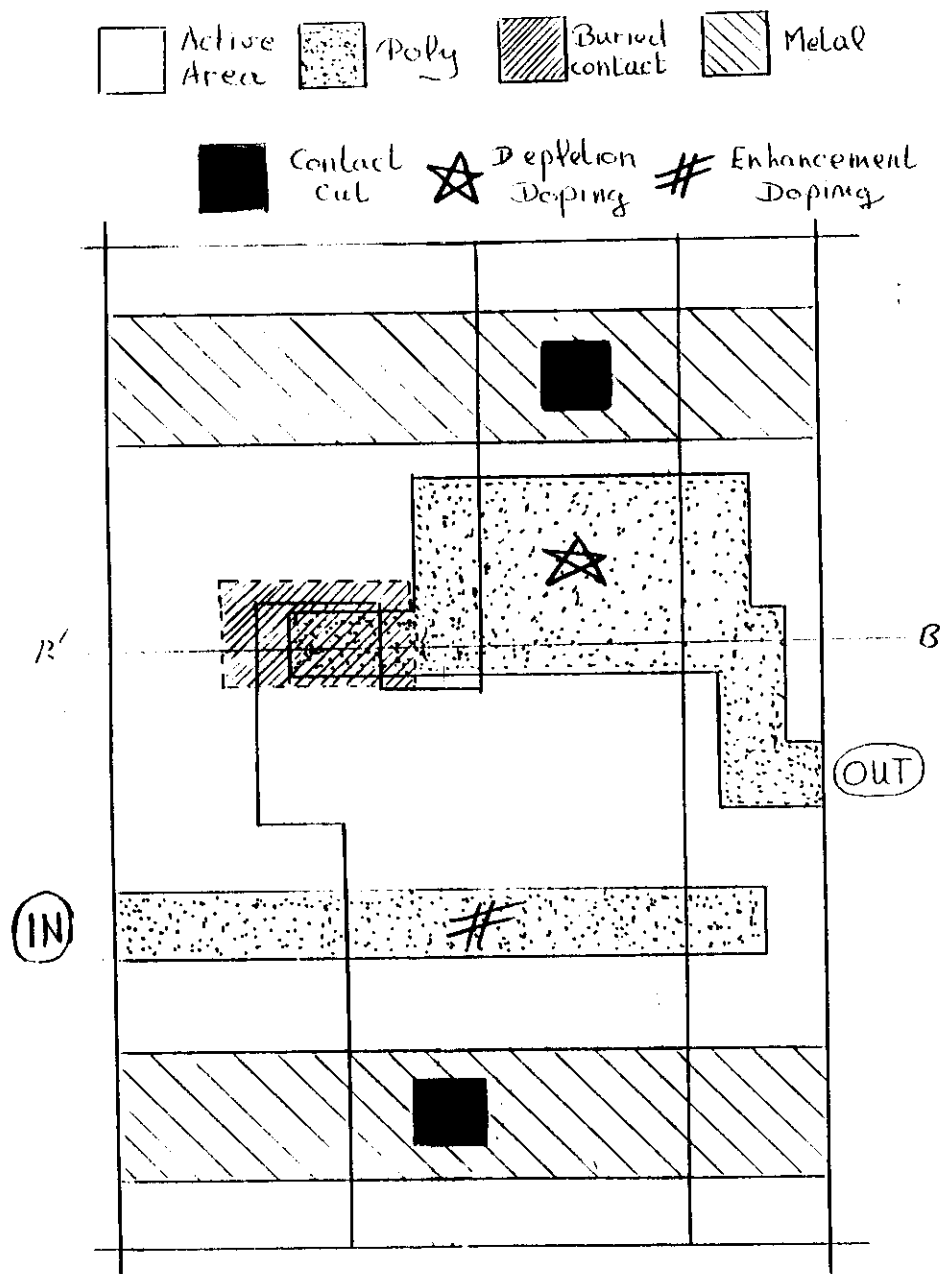 Active
Area
Poly
Buried
contact
Metal
Contact
Cut
Depletion
Doping
Enhancement
Doping
B'
B
OUT
IN